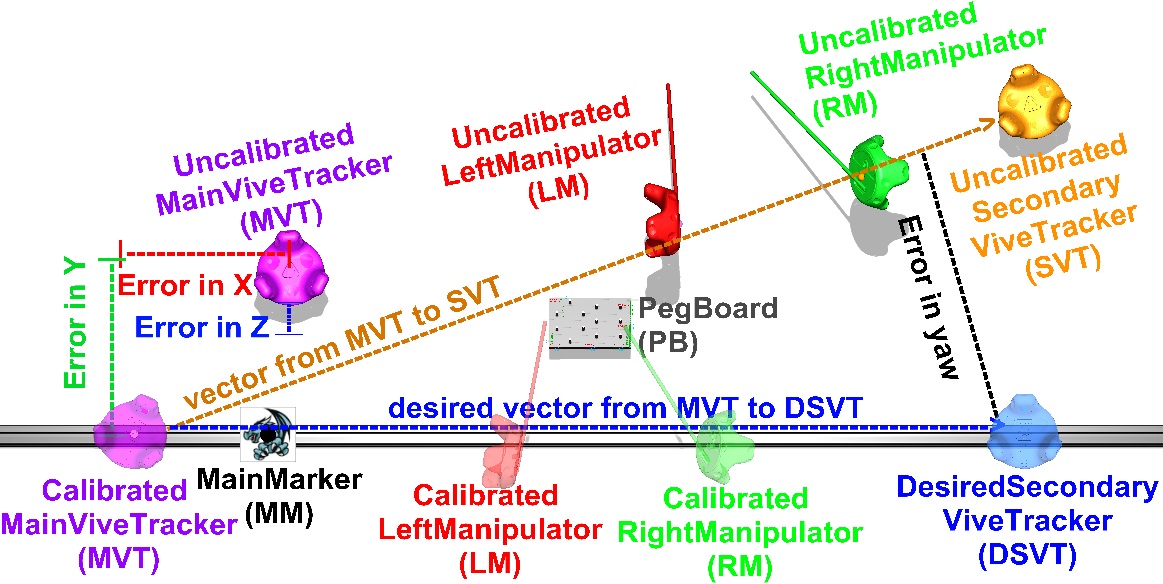 Uncalibrated
RightManipulator
(RM)
Uncalibrated
LeftManipulator
(LM)
Uncalibrated
MainViveTracker
(MVT)
Uncalibrated
Secondary
ViveTracker
(SVT)
Error in Y
Error in X
Error in Z
vector from MVT to SVT
PegBoard
(PB)
Error in yaw
desired vector from MVT to DSVT
MainMarker
(MM)
Calibrated
MainViveTracker
(MVT)
Calibrated
LeftManipulator
(LM)
Calibrated
RightManipulator
(RM)
DesiredSecondary
ViveTracker
(DSVT)